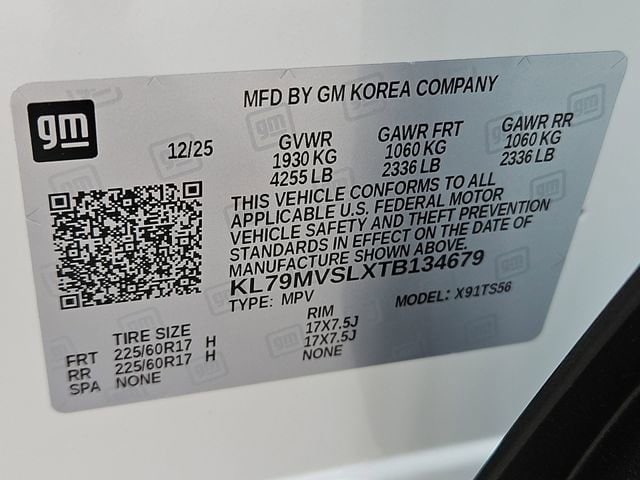 gm
MFD BY GM KOREA COMPANY
12/25
GVWR
1930 KG
4255 LB
GAWR FRT
1060 KG
2336 LB
GAWR RR
1060 KG
2336 LB
THIS VEHICLE CONFORMS TO ALL
APPLICABLE U.S. FEDERAL MOTOR
VEHICLE SAFETY AND THEFT PREVENTION
STANDARDS IN EFFECT ON THE DATE OF
MANUFACTURE SHOWN ABOVE.
KL79MVSLXTB134679
TYPE: MPV MODEL: X91TS56
TIRE SIZE RIM
FRT 225/60R17 H 17X7.5J
RR 225/60R17 H 17X7.5J
SPA NONE NONE